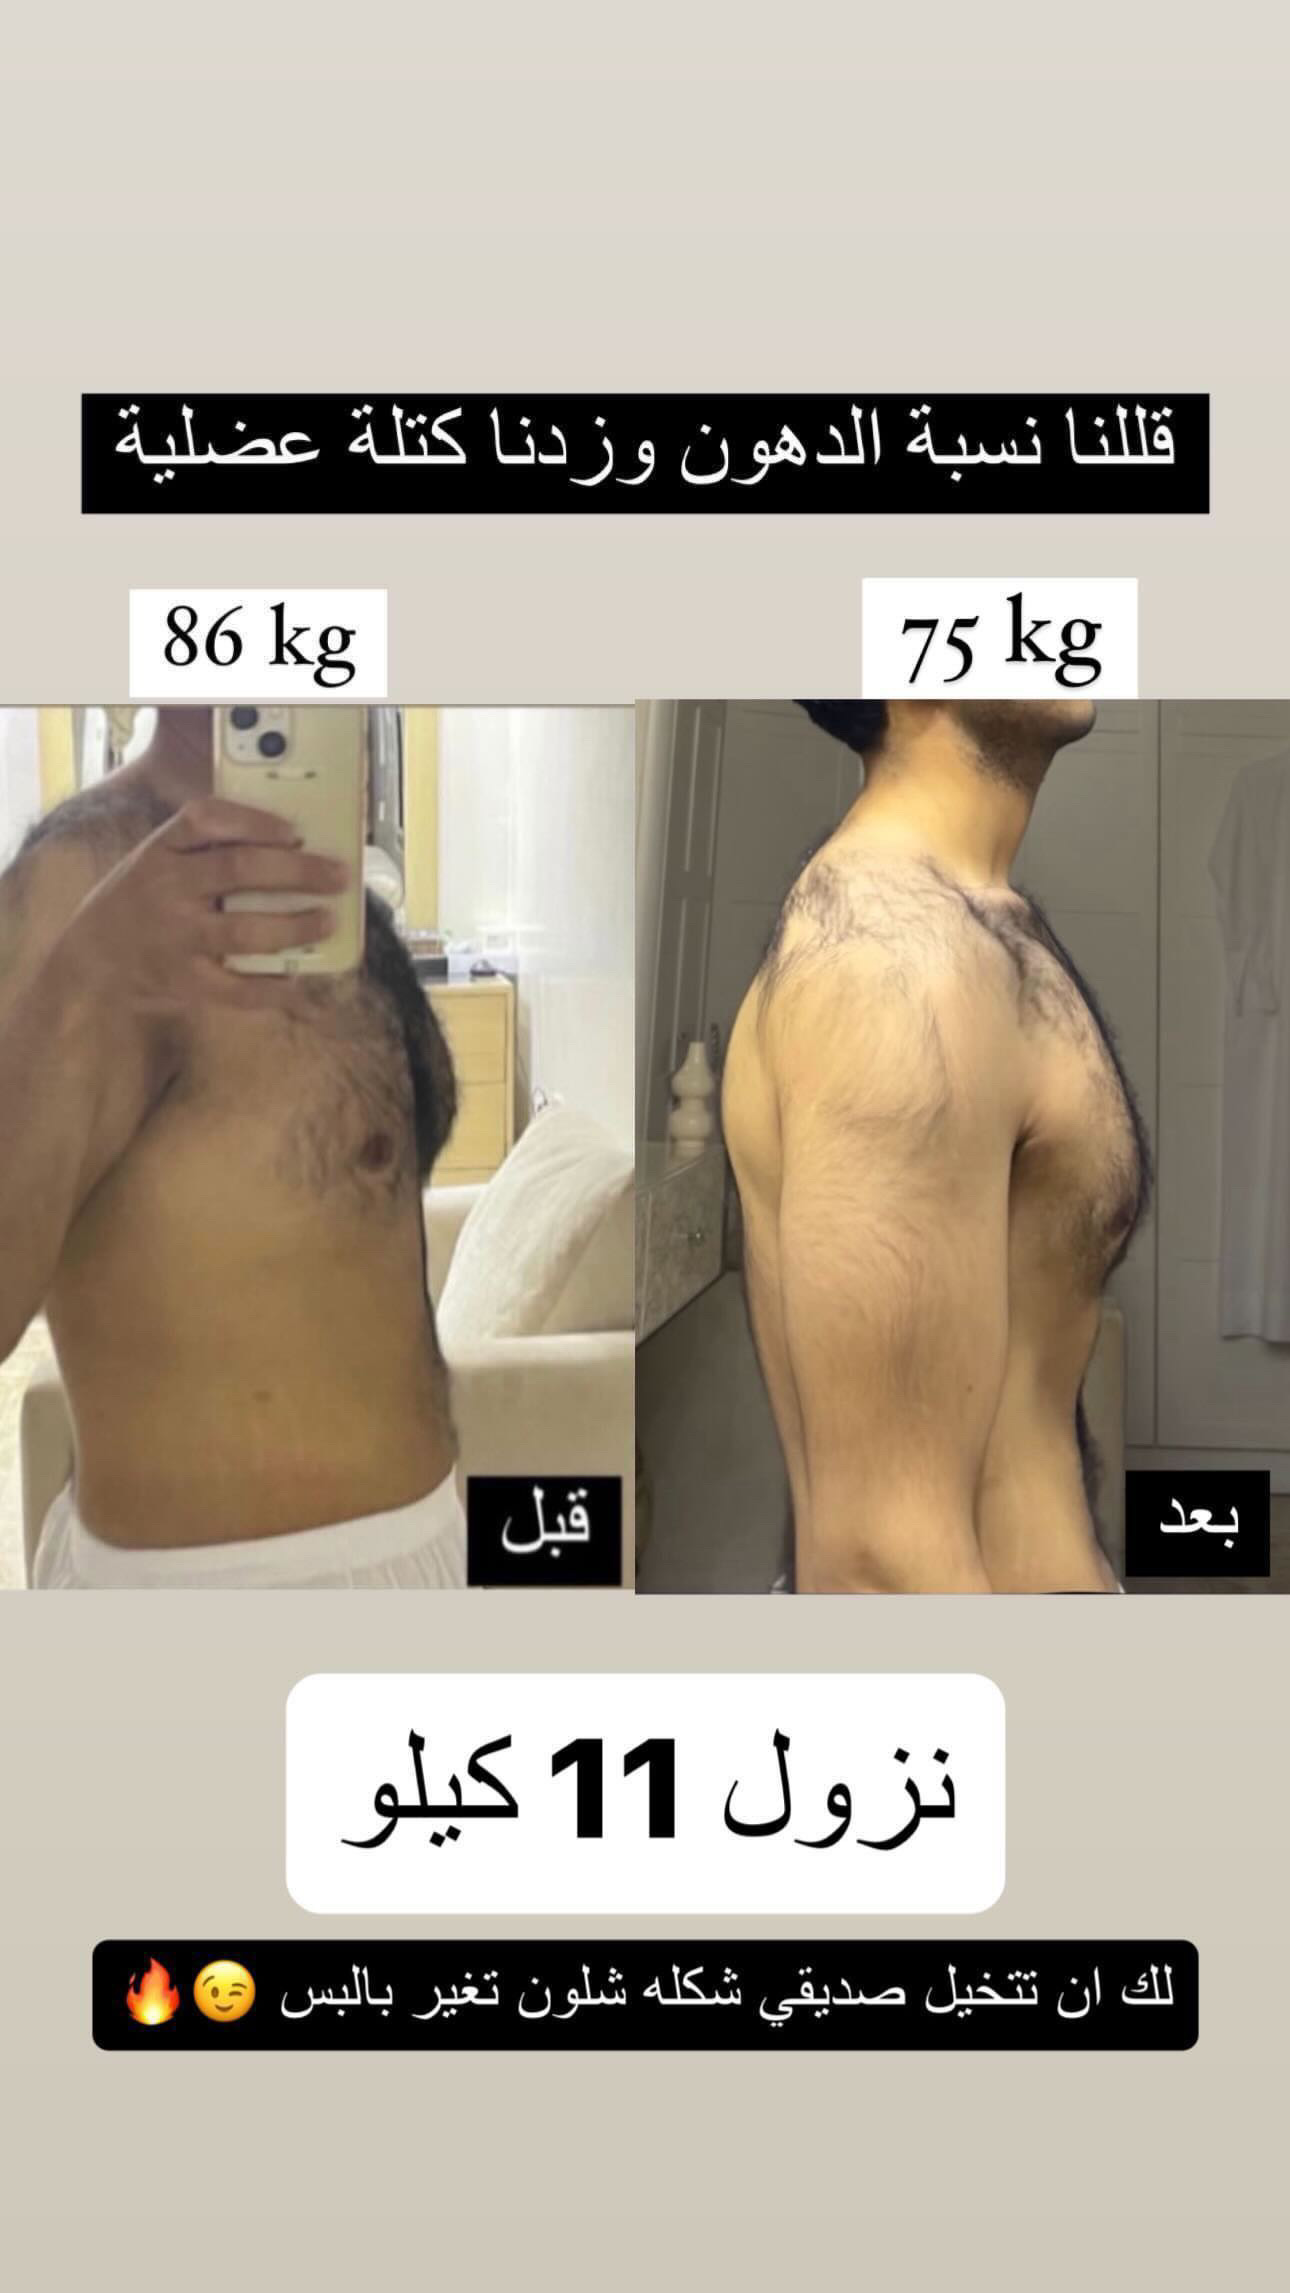 قللنا نسبة الدهون وزدنا كتلة عضلية
86 kg
75 kg
قبل
بعد
نزول 11 كيلو
لك ان تتخيل صديقي شكله شلون تغير بالبس 😉🔥